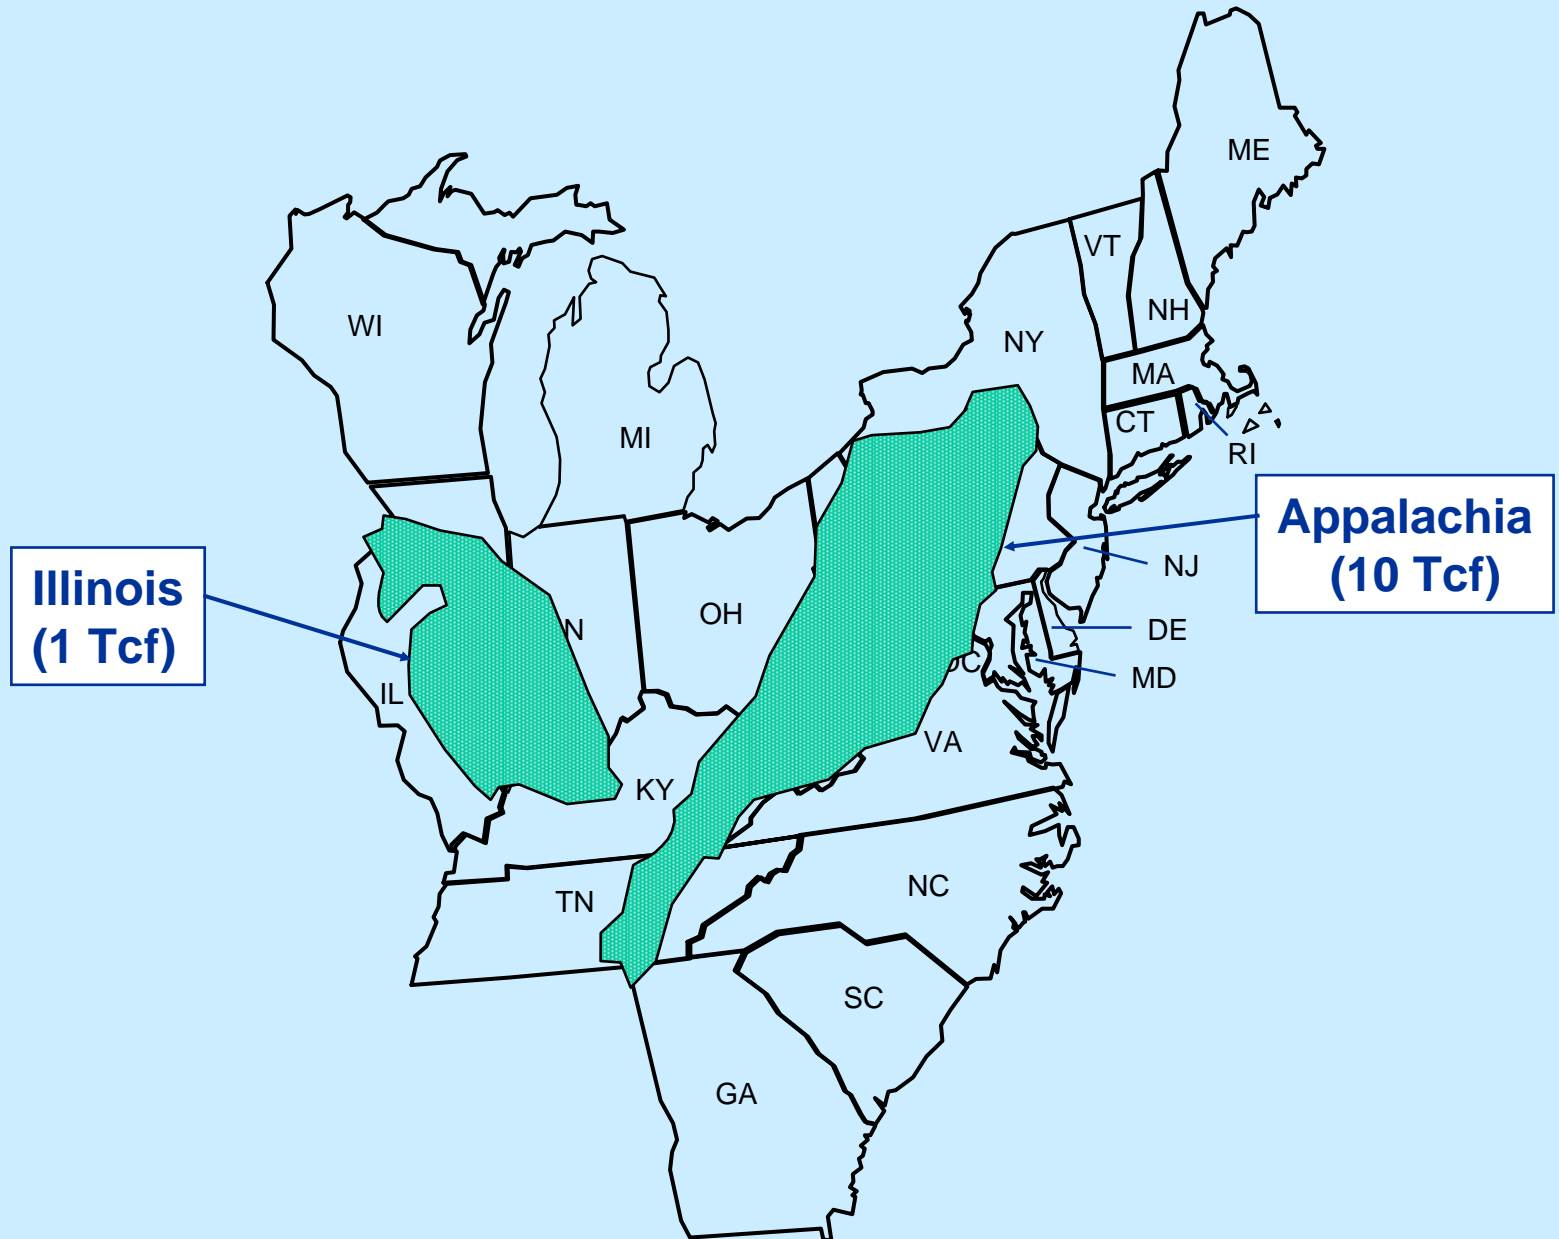 ME
VT
WI
NH
NY
MA
CT
MI
RI
Appalachia
(10 Tcf)
NJ
Illinois
(1 Tcf)
OH
N
DE
DC
MD
IL
VA
KY
NC
TN
SC
GA